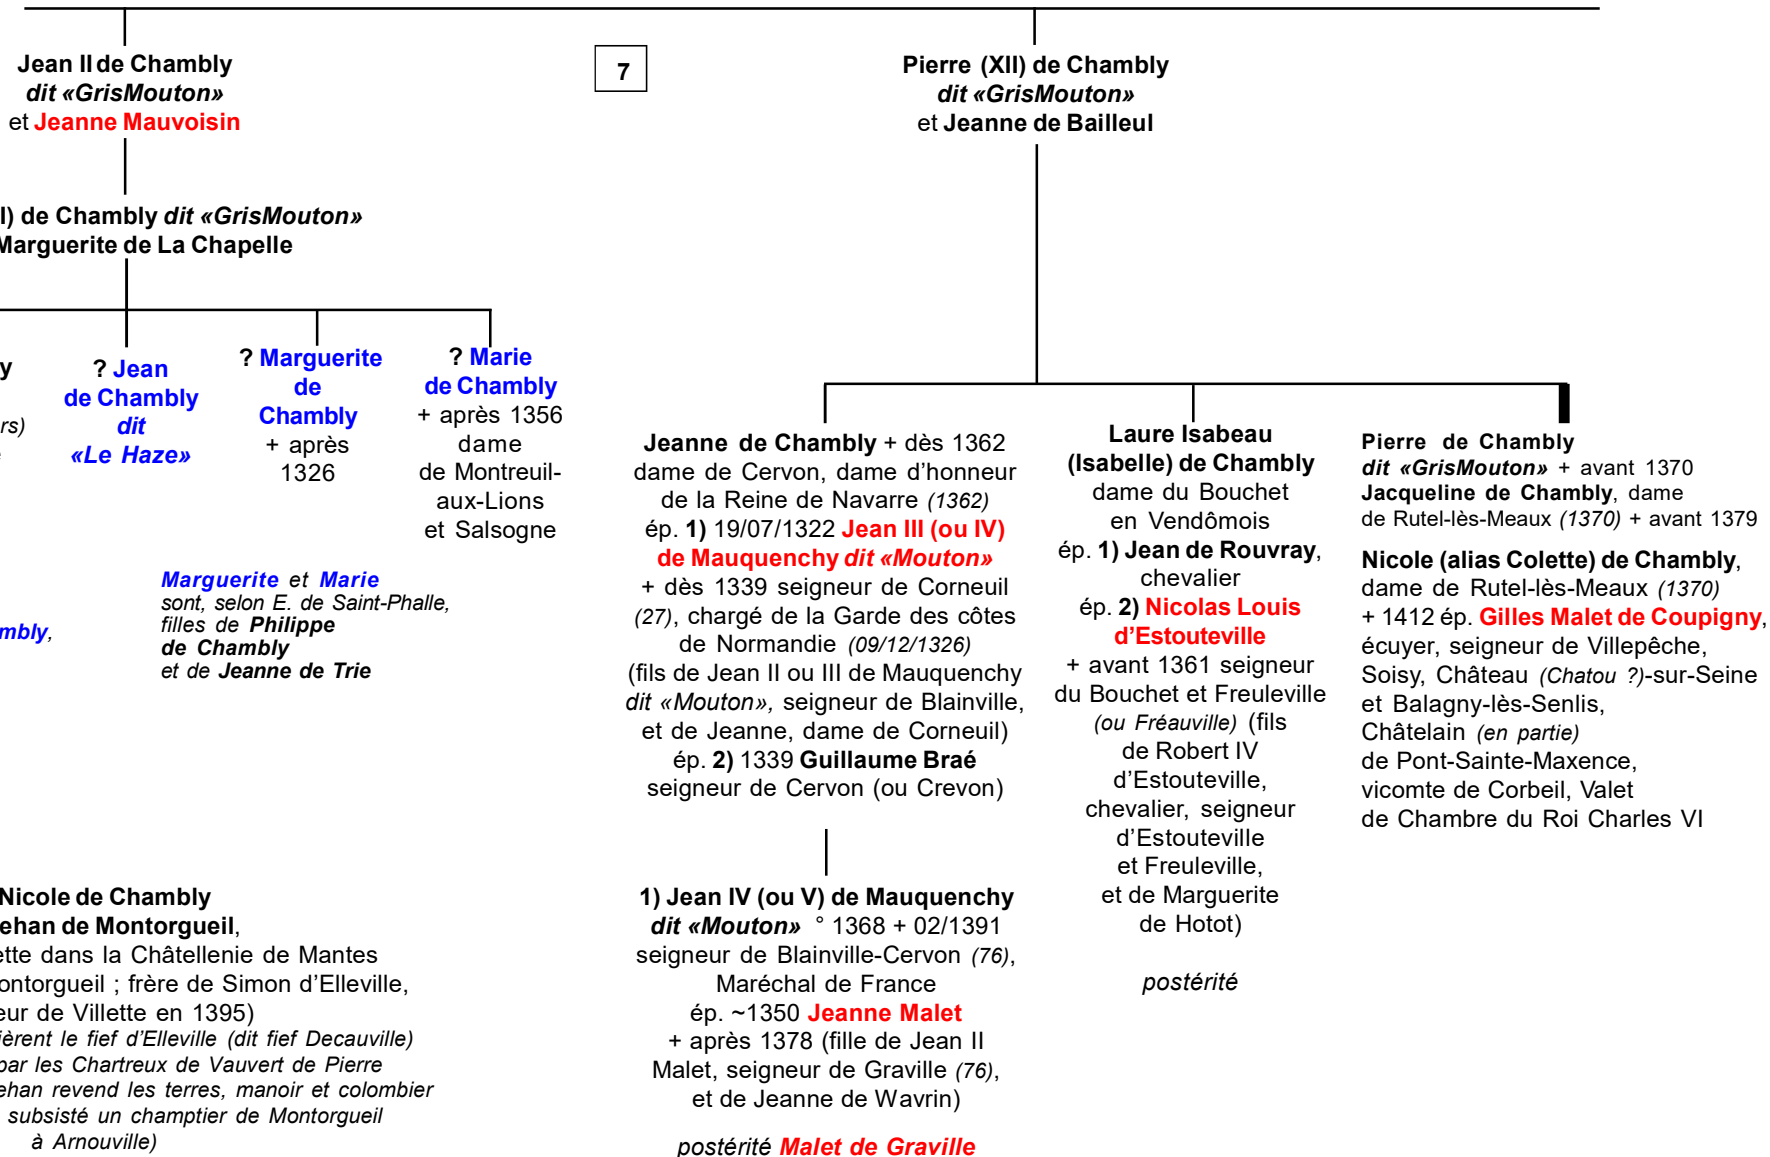 Jean II de Chambly
dit «GrisMouton»
et Jeanne Mauvoisin
7
Pierre (XII) de Chambly
dit «GrisMouton»
et Jeanne de Bailleul
I) de Chambly dit «GrisMouton»
Marguerite de La Chapelle
y
rs)
? Jean
de Chambly
dit
«Le Haze»
? Marguerite
de
Chambly
+ après
1326
? Marie
de Chambly
+ après 1356
dame
de Montreuil-
aux-Lions
et Salsogne
mbly,
Marguerite et Marie
sont, selon E. de Saint-Phalle,
filles de Philippe
de Chambly
et de Jeanne de Trie
Jeanne de Chambly + dès 1362
dame de Cervon, dame d'honneur
de la Reine de Navarre (1362)
ép. 1) 19/07/1322 Jean III (ou IV)
de Mauquenchy dit «Mouton»
+ dès 1339 seigneur de Corneuil
(27), chargé de la Garde des côtes
de Normandie (09/12/1326)
(fils de Jean II ou III de Mauquenchy
dit «Mouton», seigneur de Blainville,
et de Jeanne, dame de Corneuil)
ép. 2) 1339 Guillaume Braé
seigneur de Cervon (ou Crevon)
Laure Isabeau
(Isabelle) de Chambly
dame du Bouchet
en Vendômois
ép. 1) Jean de Rouvray,
chevalier
ép. 2) Nicolas Louis
d'Estouteville
+ avant 1361 seigneur
du Bouchet et Freuleville
(ou Fréauville) (fils
de Robert IV
d'Estouteville,
chevalier, seigneur
d'Estouteville
et Freuleville,
et de Marguerite
de Hotot)
postérité
Pierre de Chambly
dit «GrisMouton» + avant 1370
Jacqueline de Chambly, dame
de Rutel-lès-Meaux (1370) + avant 1379
Nicole (alias Colette) de Chambly,
dame de Rutel-lès-Meaux (1370)
+ 1412 ép. Gilles Malet de Coupigny,
écuyer, seigneur de Villepêche,
Soisy, Château (Chatou ?)-sur-Seine
et Balagny-lès-Senlis,
Châtelain (en partie)
de Pont-Sainte-Maxence,
vicomte de Corbeil, Valet
de Chambre du Roi Charles VI
Nicole de Chambly
ehan de Montorgueil,
ette dans la Châtellenie de Mantes
ontorgueil ; frère de Simon d'Elleville,
eur de Villette en 1395)
ièrent le fief d'Elleville (dit fief Decauville)
par les Chartreux de Vauvert de Pierre
ehan revend les terres, manoir et colombier
subsisté un champtier de Montorgueil
à Arnouville)
1) Jean IV (ou V) de Mauquenchy
dit «Mouton» ° 1368 + 02/1391
seigneur de Blainville-Cervon (76),
Maréchal de France
ép. ~1350 Jeanne Malet
+ après 1378 (fille de Jean II
Malet, seigneur de Graville (76),
et de Jeanne de Wavrin)
postérité Malet de Graville